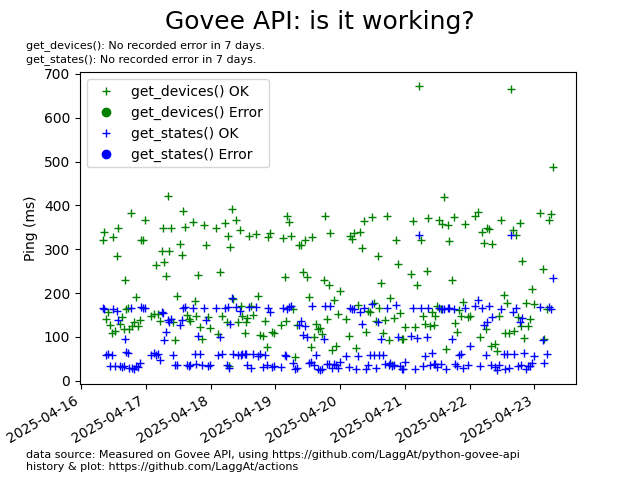 Govee API: is it working?
get_devices(): No recorded error in 7 days.
get_states(): No recorded error in 7 days.
700
600
500
400
300
200
100
0
Ping (ms)
get_devices() OK
get_devices() Error
get_states() OK
get_states() Error
2025-04-16
2025-04-17
2025-04-18
2025-04-19
2025-04-20
2025-04-21
2025-04-22
2025-04-23
data source: Measured on Govee API, using https://github.com/LaggAt/python-govee-api
history & plot: https://github.com/LaggAt/actions